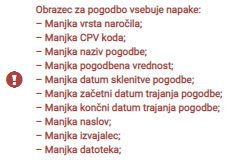 Obrazec za pogodbo vsebuje napake:
– Manjka vrsta naročila;
– Manjka CPV koda;
– Manjka naziv pogodbe;
– Manjka pogodbena vrednost;
– Manjka datum sklenitve pogodbe;
– Manjka začetni datum trajanja pogodbe;
– Manjka končni datum trajanja pogodbe;
– Manjka naslov;
– Manjka izvajalec;
– Manjka datoteka;